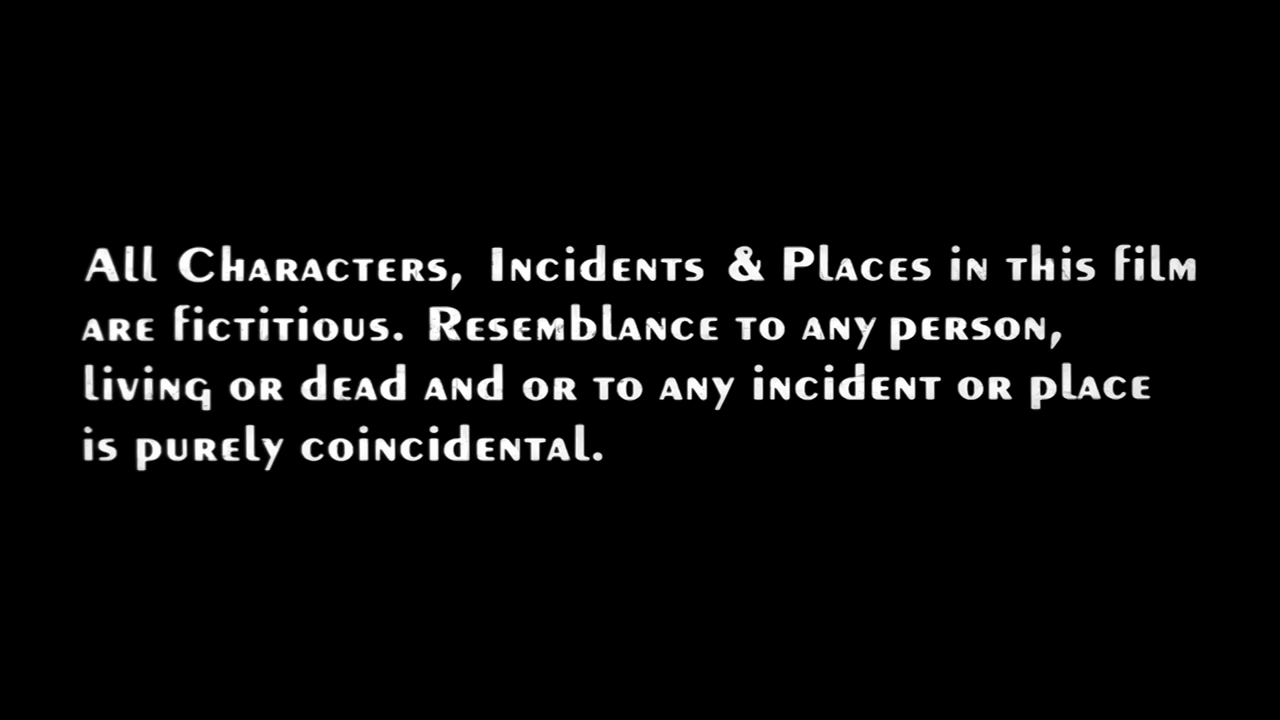 All Characters, Incidents & Places in this film
are fictitious. Resemblance to any person,
living or dead and or to any incident or place
is purely coincidental.